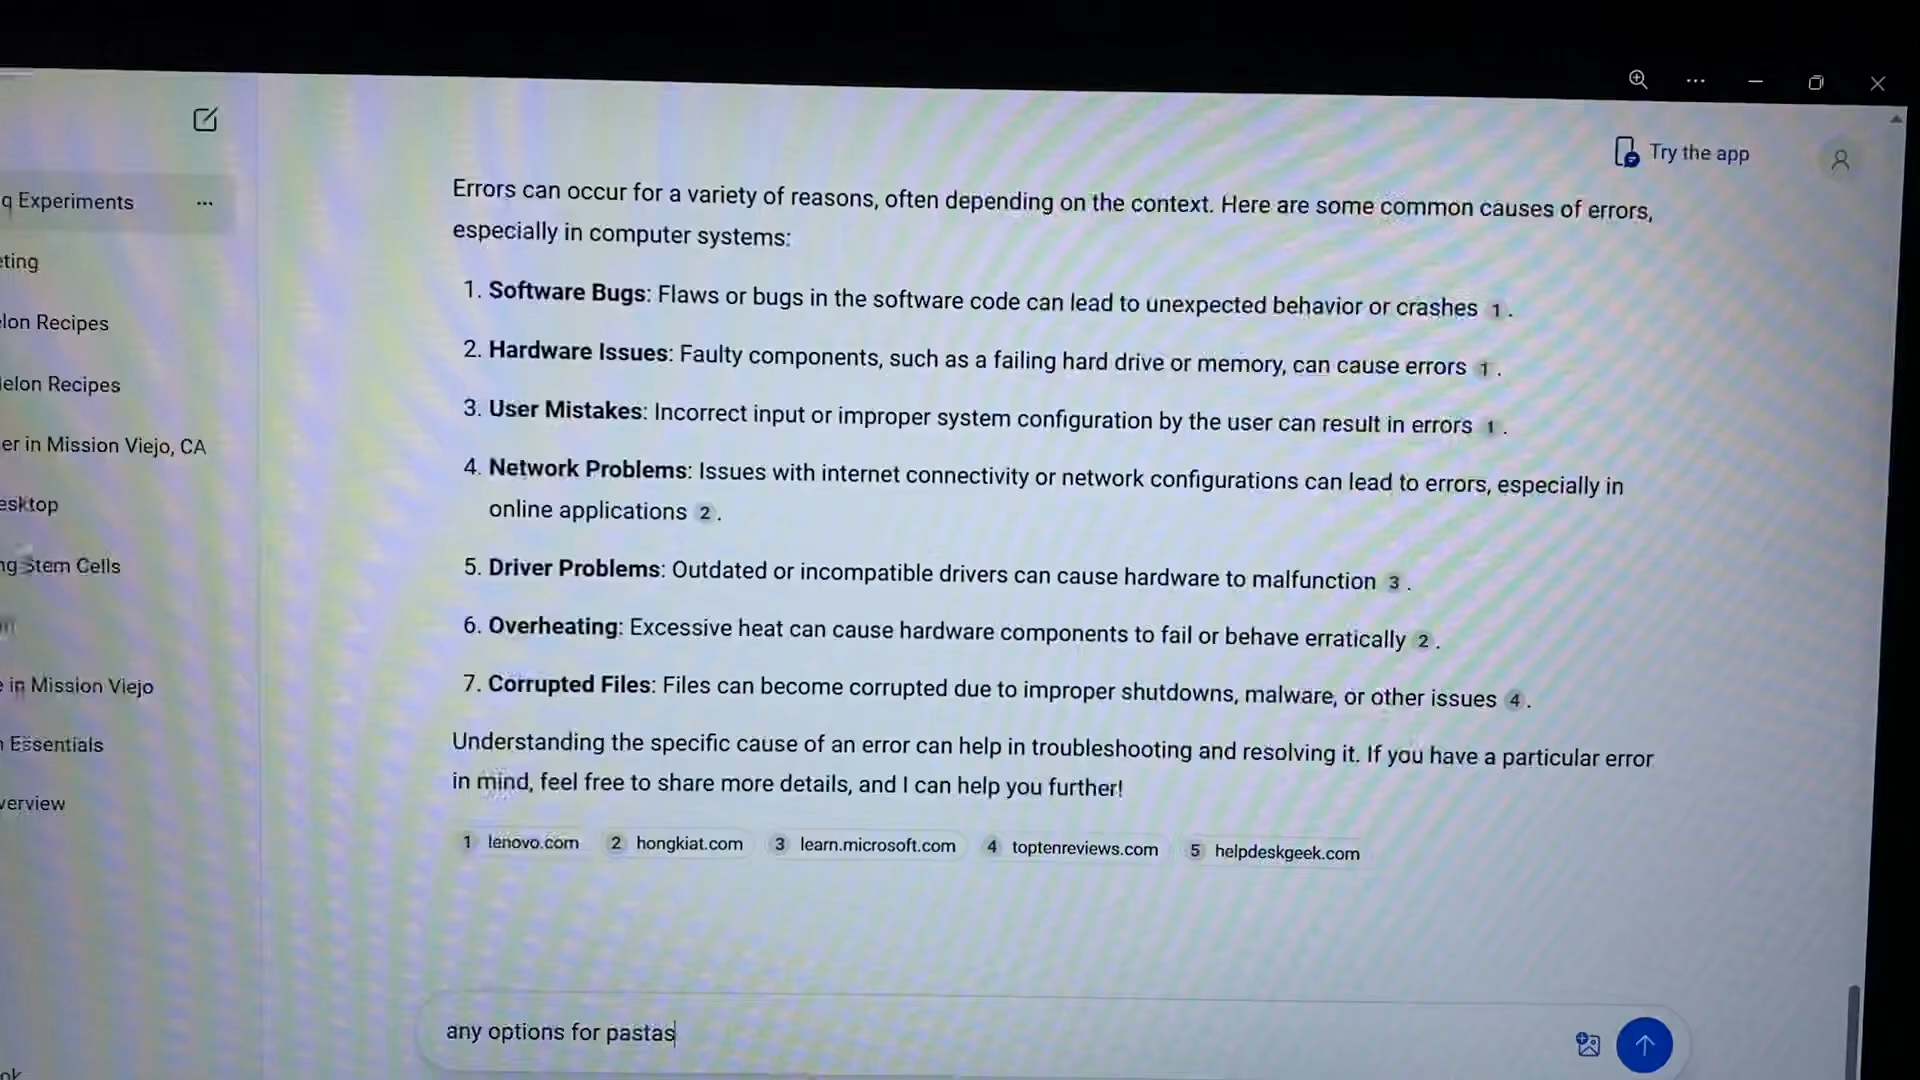 Try the app
q Experiments
eting
elon Recipes
elon Recipes
er in Mission Viejo, CA
esktop
ng Stem Cells
e in Mission Viejo
n Essentials
verview
ok
Errors can occur for a variety of reasons, often depending on the context. Here are some common causes of errors,
especially in computer systems:
1. Software Bugs: Flaws or bugs in the software code can lead to unexpected behavior or crashes 1 .
2. Hardware Issues: Faulty components, such as a failing hard drive or memory, can cause errors 1 .
3. User Mistakes: Incorrect input or improper system configuration by the user can result in errors 1 .
4. Network Problems: Issues with internet connectivity or network configurations can lead to errors, especially in
online applications 2 .
5. Driver Problems: Outdated or incompatible drivers can cause hardware to malfunction 3 .
6. Overheating: Excessive heat can cause hardware components to fail or behave erratically 2 .
7. Corrupted Files: Files can become corrupted due to improper shutdowns, malware, or other issues 4 .
Understanding the specific cause of an error can help in troubleshooting and resolving it. If you have a particular error
in mind, feel free to share more details, and I can help you further!
1 lenovo.com 2 hongkiat.com 3 learn.microsoft.com 4 toptenreviews.com 5 helpdeskgeek.com
any options for pastas